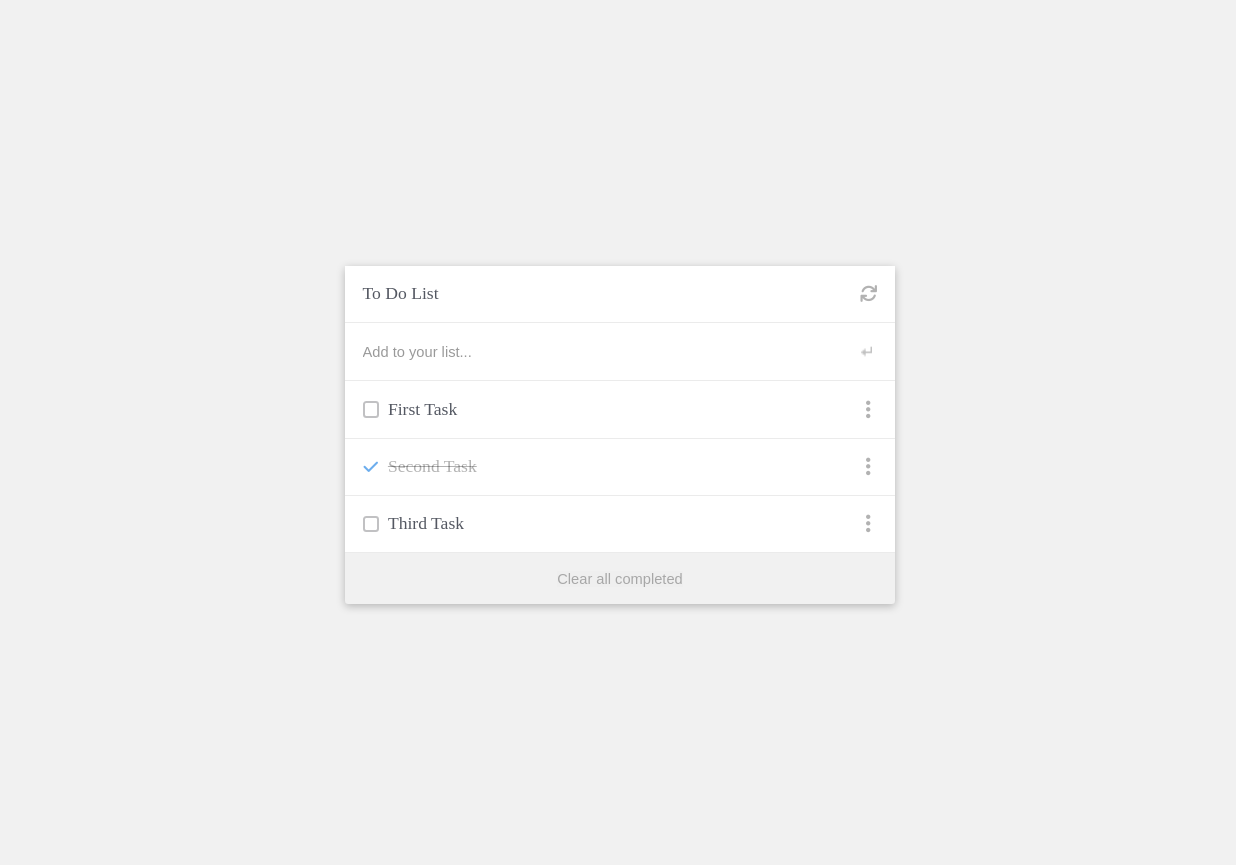 To Do List
Add to your list...
First Task
Second Task
Third Task
Clear all completed